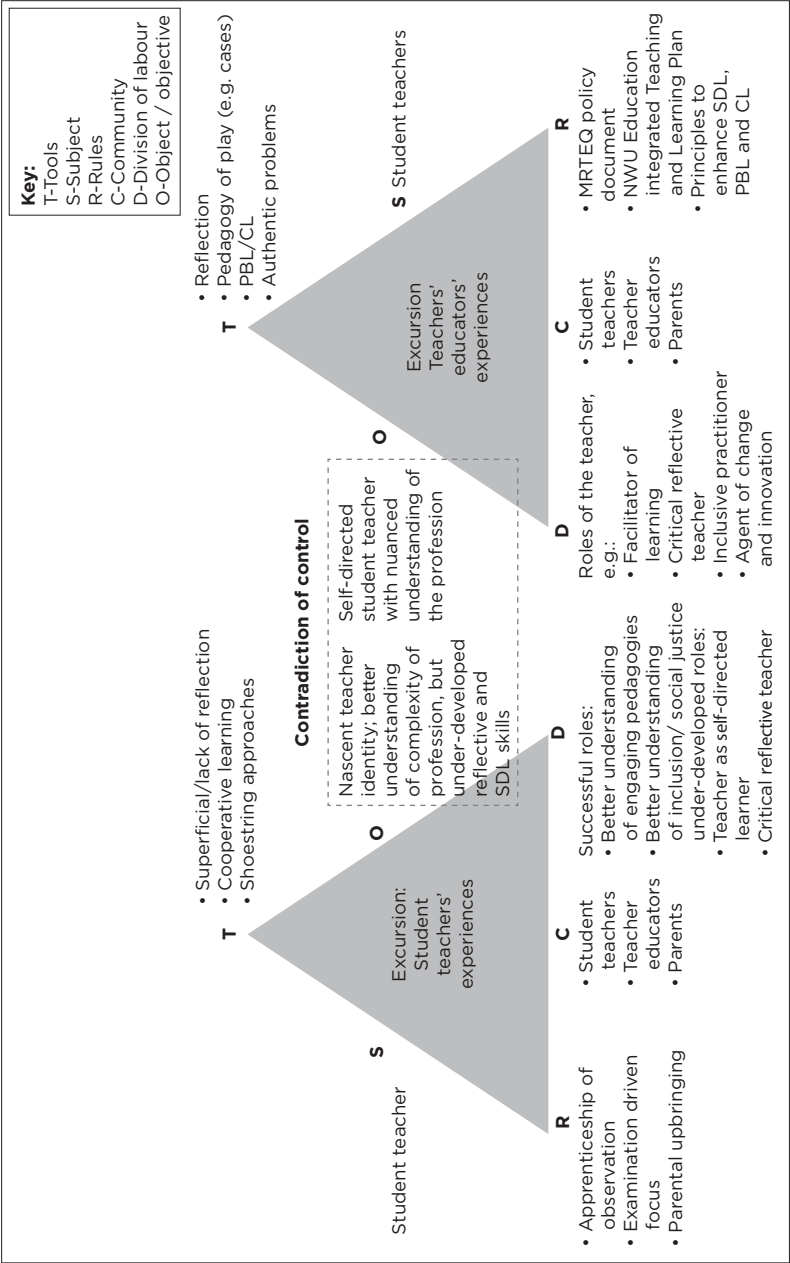 Key:
T-Tools
S-Subject
R-Rules
C-Community
D-Division of labour
O-Object / objective
T
• Superficial/lack of reflection
• Cooperative learning
• Shoestring approaches
S
Student teacher
O
Excursion:
Student
teachers’
experiences
R
• Apprenticeship of
observation
• Examination driven
focus
• Parental upbringing
C
• Student
teachers
• Teacher
educators
• Parents
D
Successful roles:
• Better understanding
of engaging pedagogies
• Better understanding
of inclusion/ social justice
under-developed roles:
• Teacher as self-directed
learner
• Critical reflective teacher
Contradiction of control
Nascent teacher
identity; better
understanding
of complexity of
profession, but
under-developed
reflective and
SDL skills
Self-directed
student teacher
with nuanced
understanding of
the profession
T
• Reflection
• Pedagogy of play (e.g. cases)
• PBL/CL
• Authentic problems
O
S Student teachers
Excursion
Teachers’
educators’
experiences
D
Roles of the teacher,
e.g.:
• Facilitator of
learning
• Critical reflective
teacher
• Inclusive practitioner
• Agent of change
and innovation
C
• Student
teachers
• Teacher
educators
• Parents
R
• MRTEQ policy
document
• NWU Education
integrated Teaching
and Learning Plan
• Principles to
enhance SDL,
PBL and CL